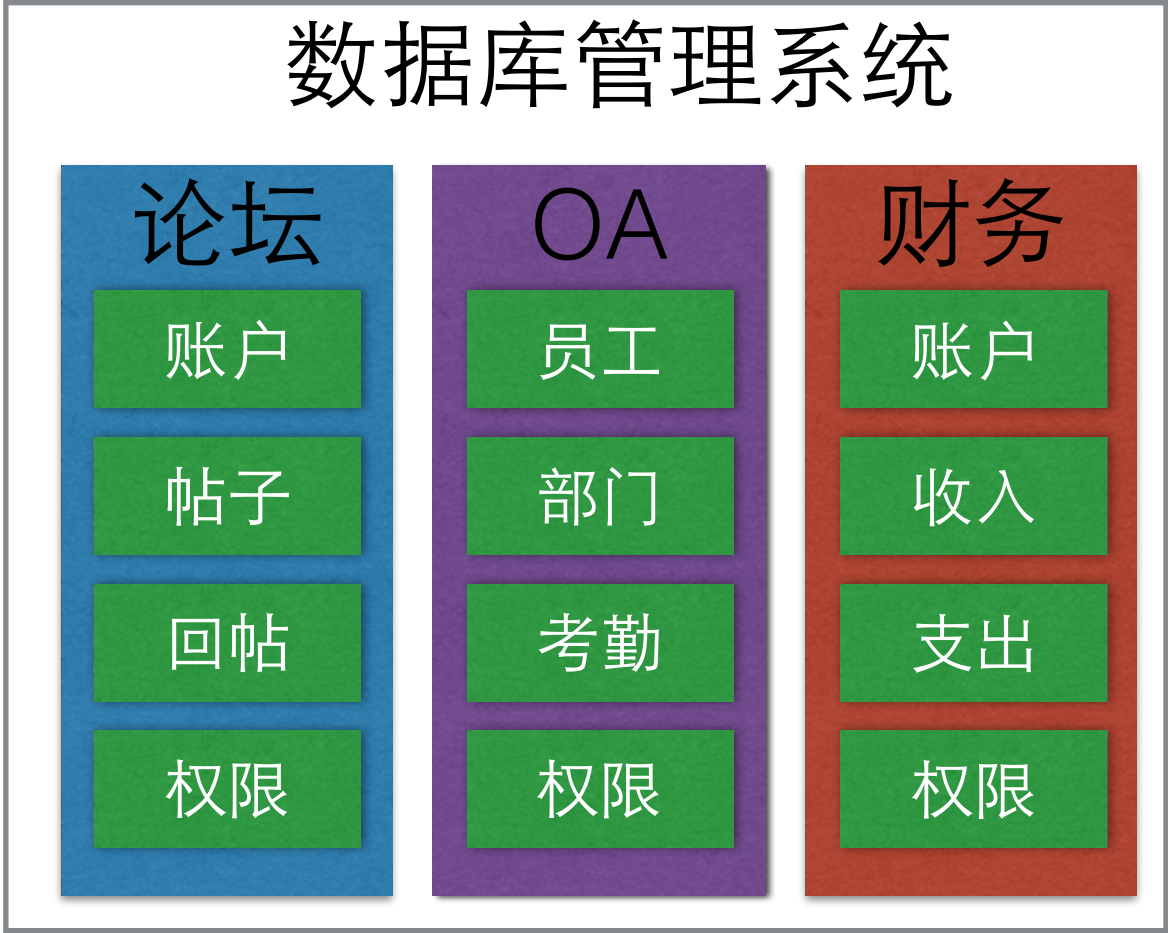 数据库管理系统
论坛
账户
帖子
回帖
权限
OA
员工
部门
考勤
权限
财务
账户
收入
支出
权限